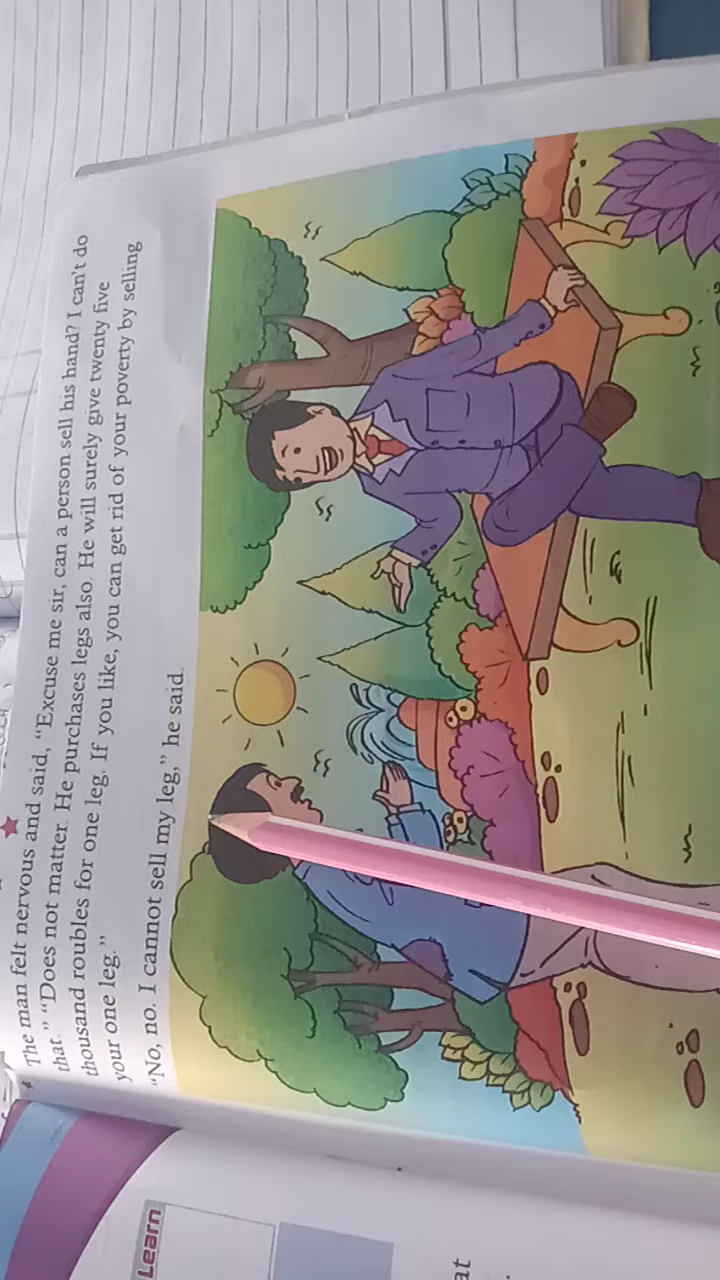 The man felt nervous and said, “Excuse me sir, can a person sell his hand? I can't do
that.” “Does not matter. He purchases legs also. He will surely give twenty five
thousand roubles for one leg. If you like, you can get rid of your poverty by selling
your one leg.”
“No, no. I cannot sell my leg,” he said.
Learn
at